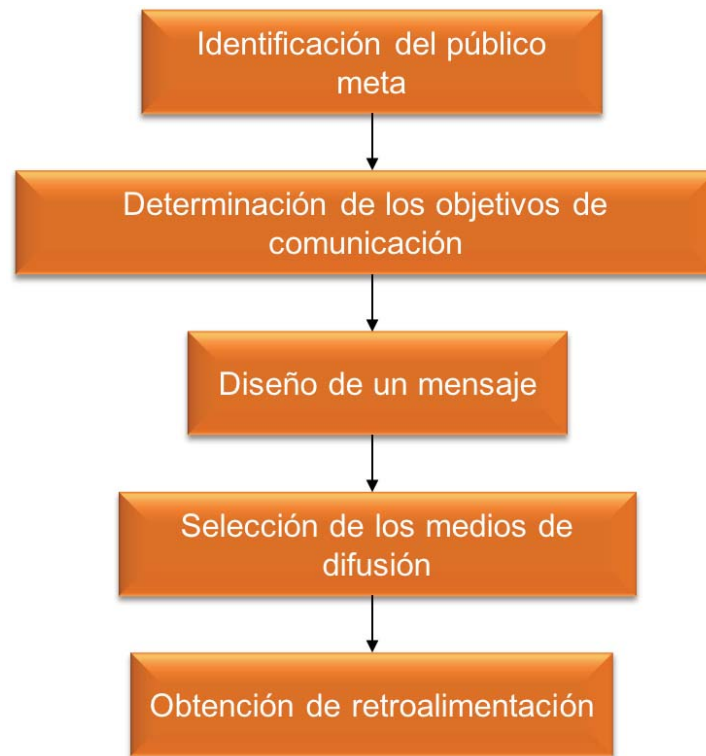 Identificación del público
meta
Determinación de los objetivos de
comunicación
Diseño de un mensaje
Selección de los medios de
difusión
Obtención de retroalimentación